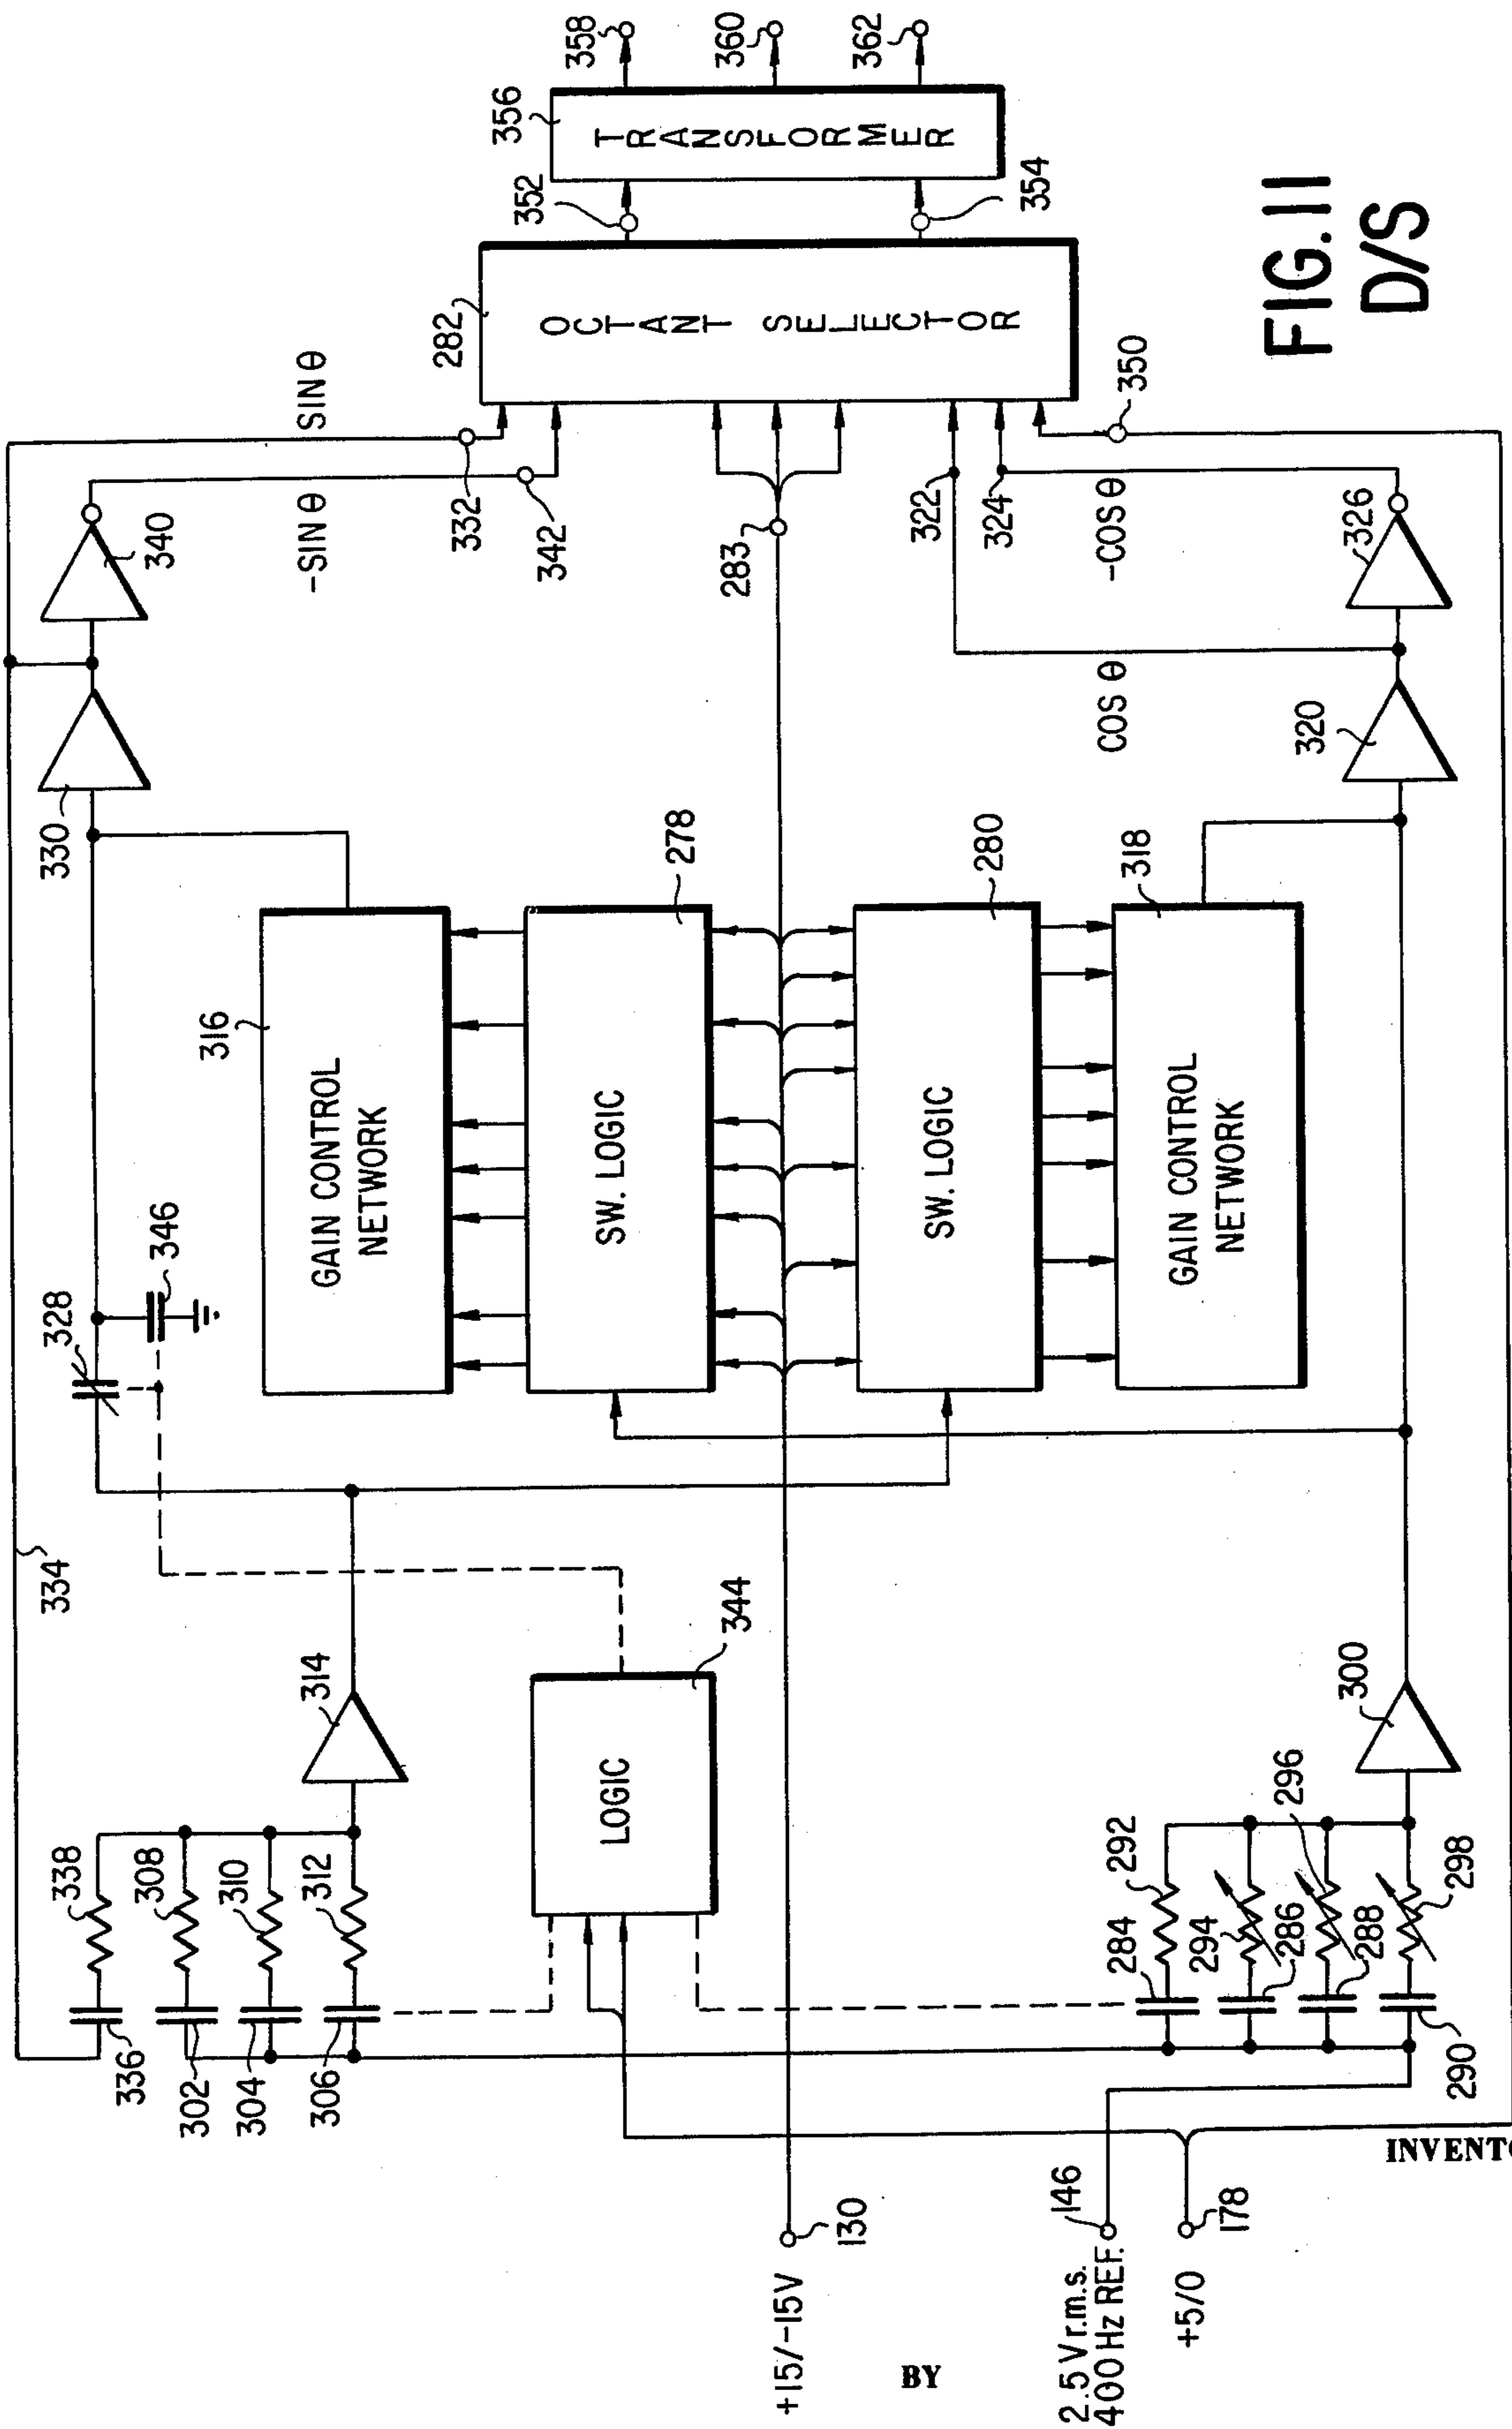 FIG. 11
D/S
+15/-15V
130
2.5 V r.m.s.
400 Hz REF.
146
+5/0
178
334
336
338
302
308
304
310
306
312
314
344
LOGIC
284
292
294
286
296
288
298
290
300
328
346
316
GAIN CONTROL
NETWORK
278
SW. LOGIC
280
SW. LOGIC
318
GAIN CONTROL
NETWORK
330
340
320
326
SIN θ
-SIN θ
332
342
283
COS θ
-COS θ
322
324
350
282
OCTANT SELECTOR
352
354
356
TRANSFORMER
358
360
362
BY
INVENTO